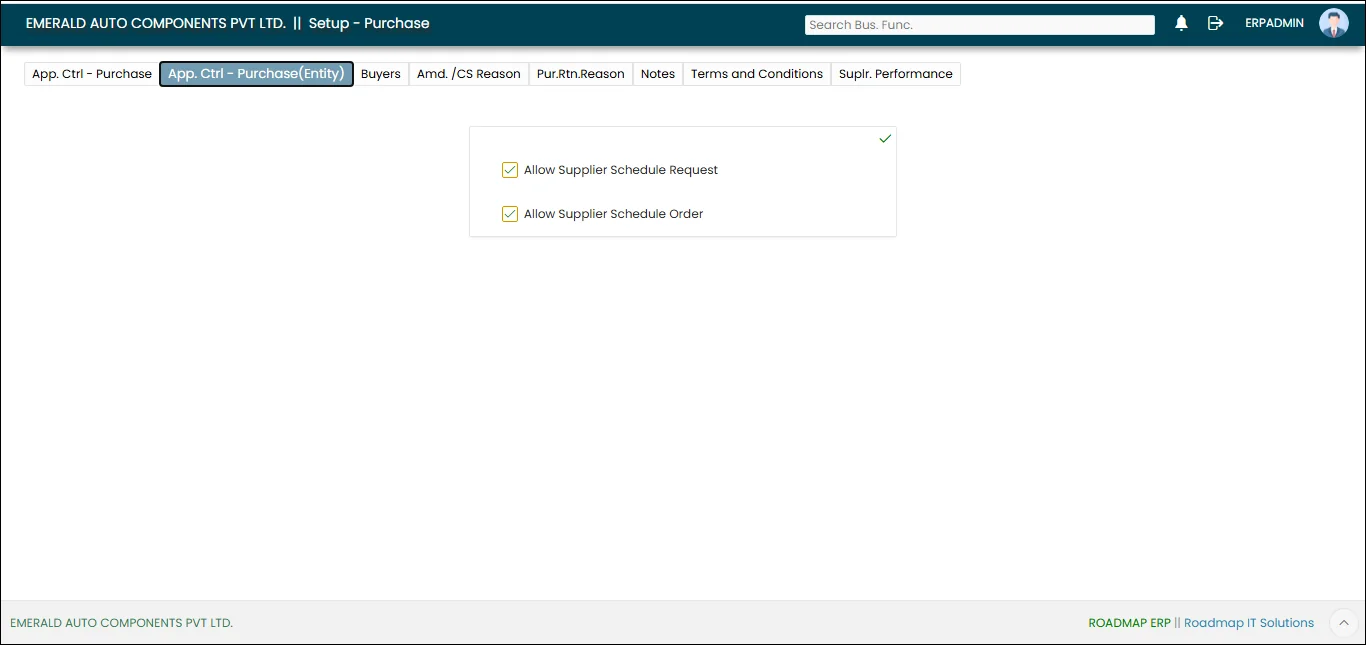 EMERALD AUTO COMPONENTS PVT LTD. || Setup - Purchase Search Bus. Func. ERPADMIN
App. Ctrl - Purchase App. Ctrl - Purchase(Entity) Buyers Amd. /CS Reason Pur.Rtn.Reason Notes Terms and Conditions Suplr. Performance
Allow Supplier Schedule Request
Allow Supplier Schedule Order
EMERALD AUTO COMPONENTS PVT LTD. ROADMAP ERP || Roadmap IT Solutions